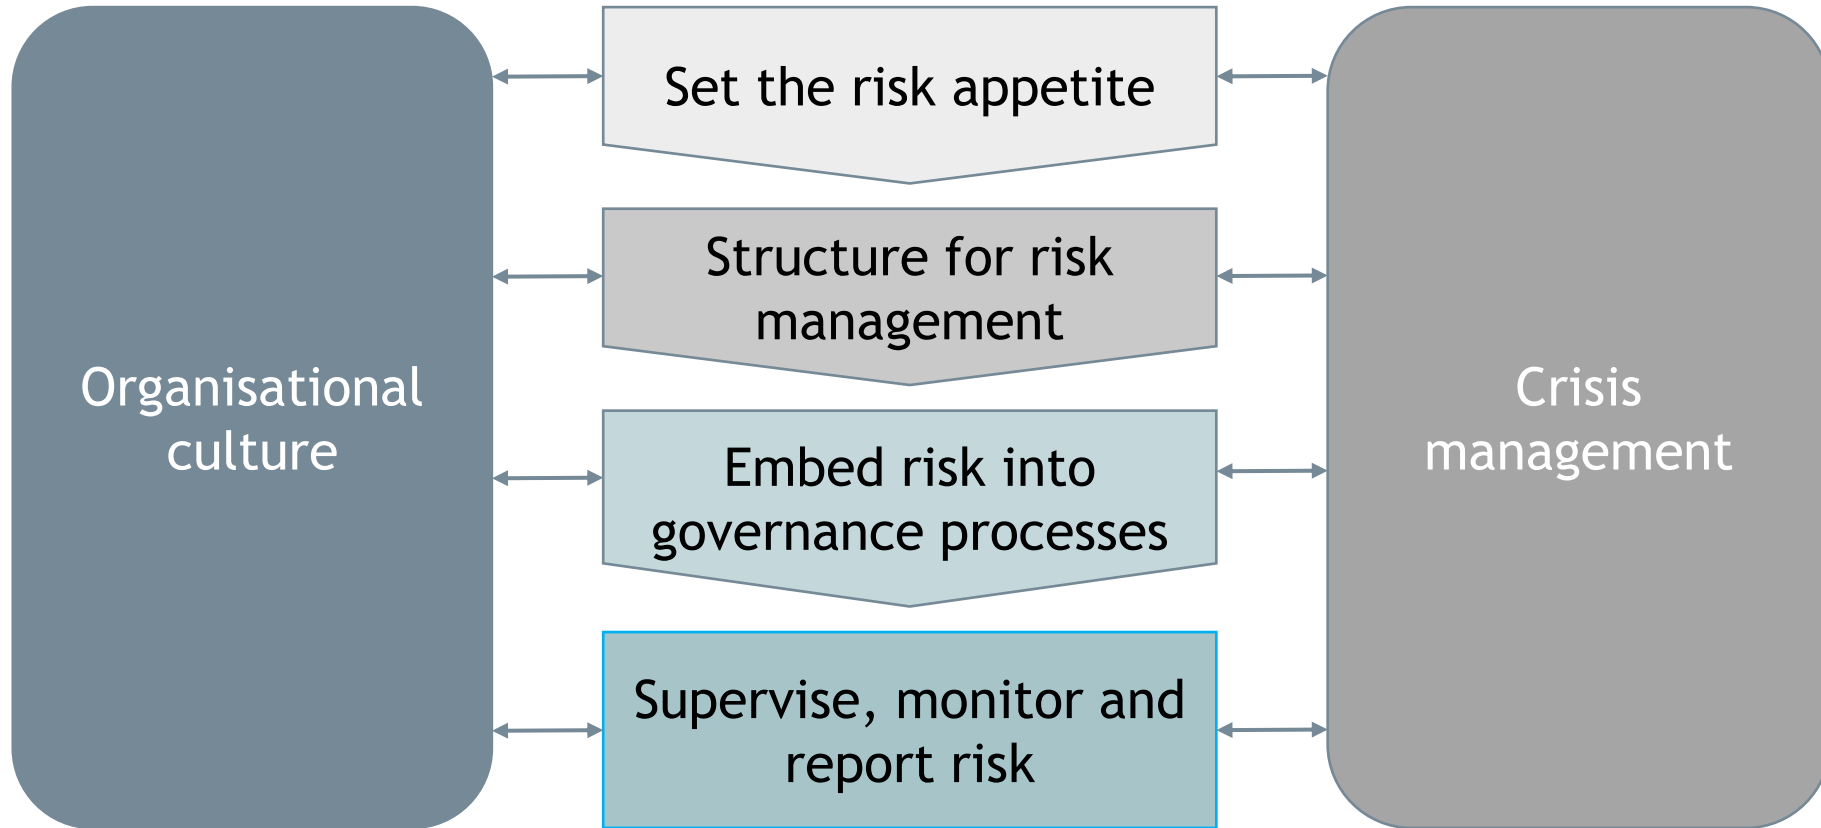 Set the risk appetite
Structure for risk
management
Organisational
culture
Embed risk into
governance processes
Crisis
management
Supervise, monitor and
report risk